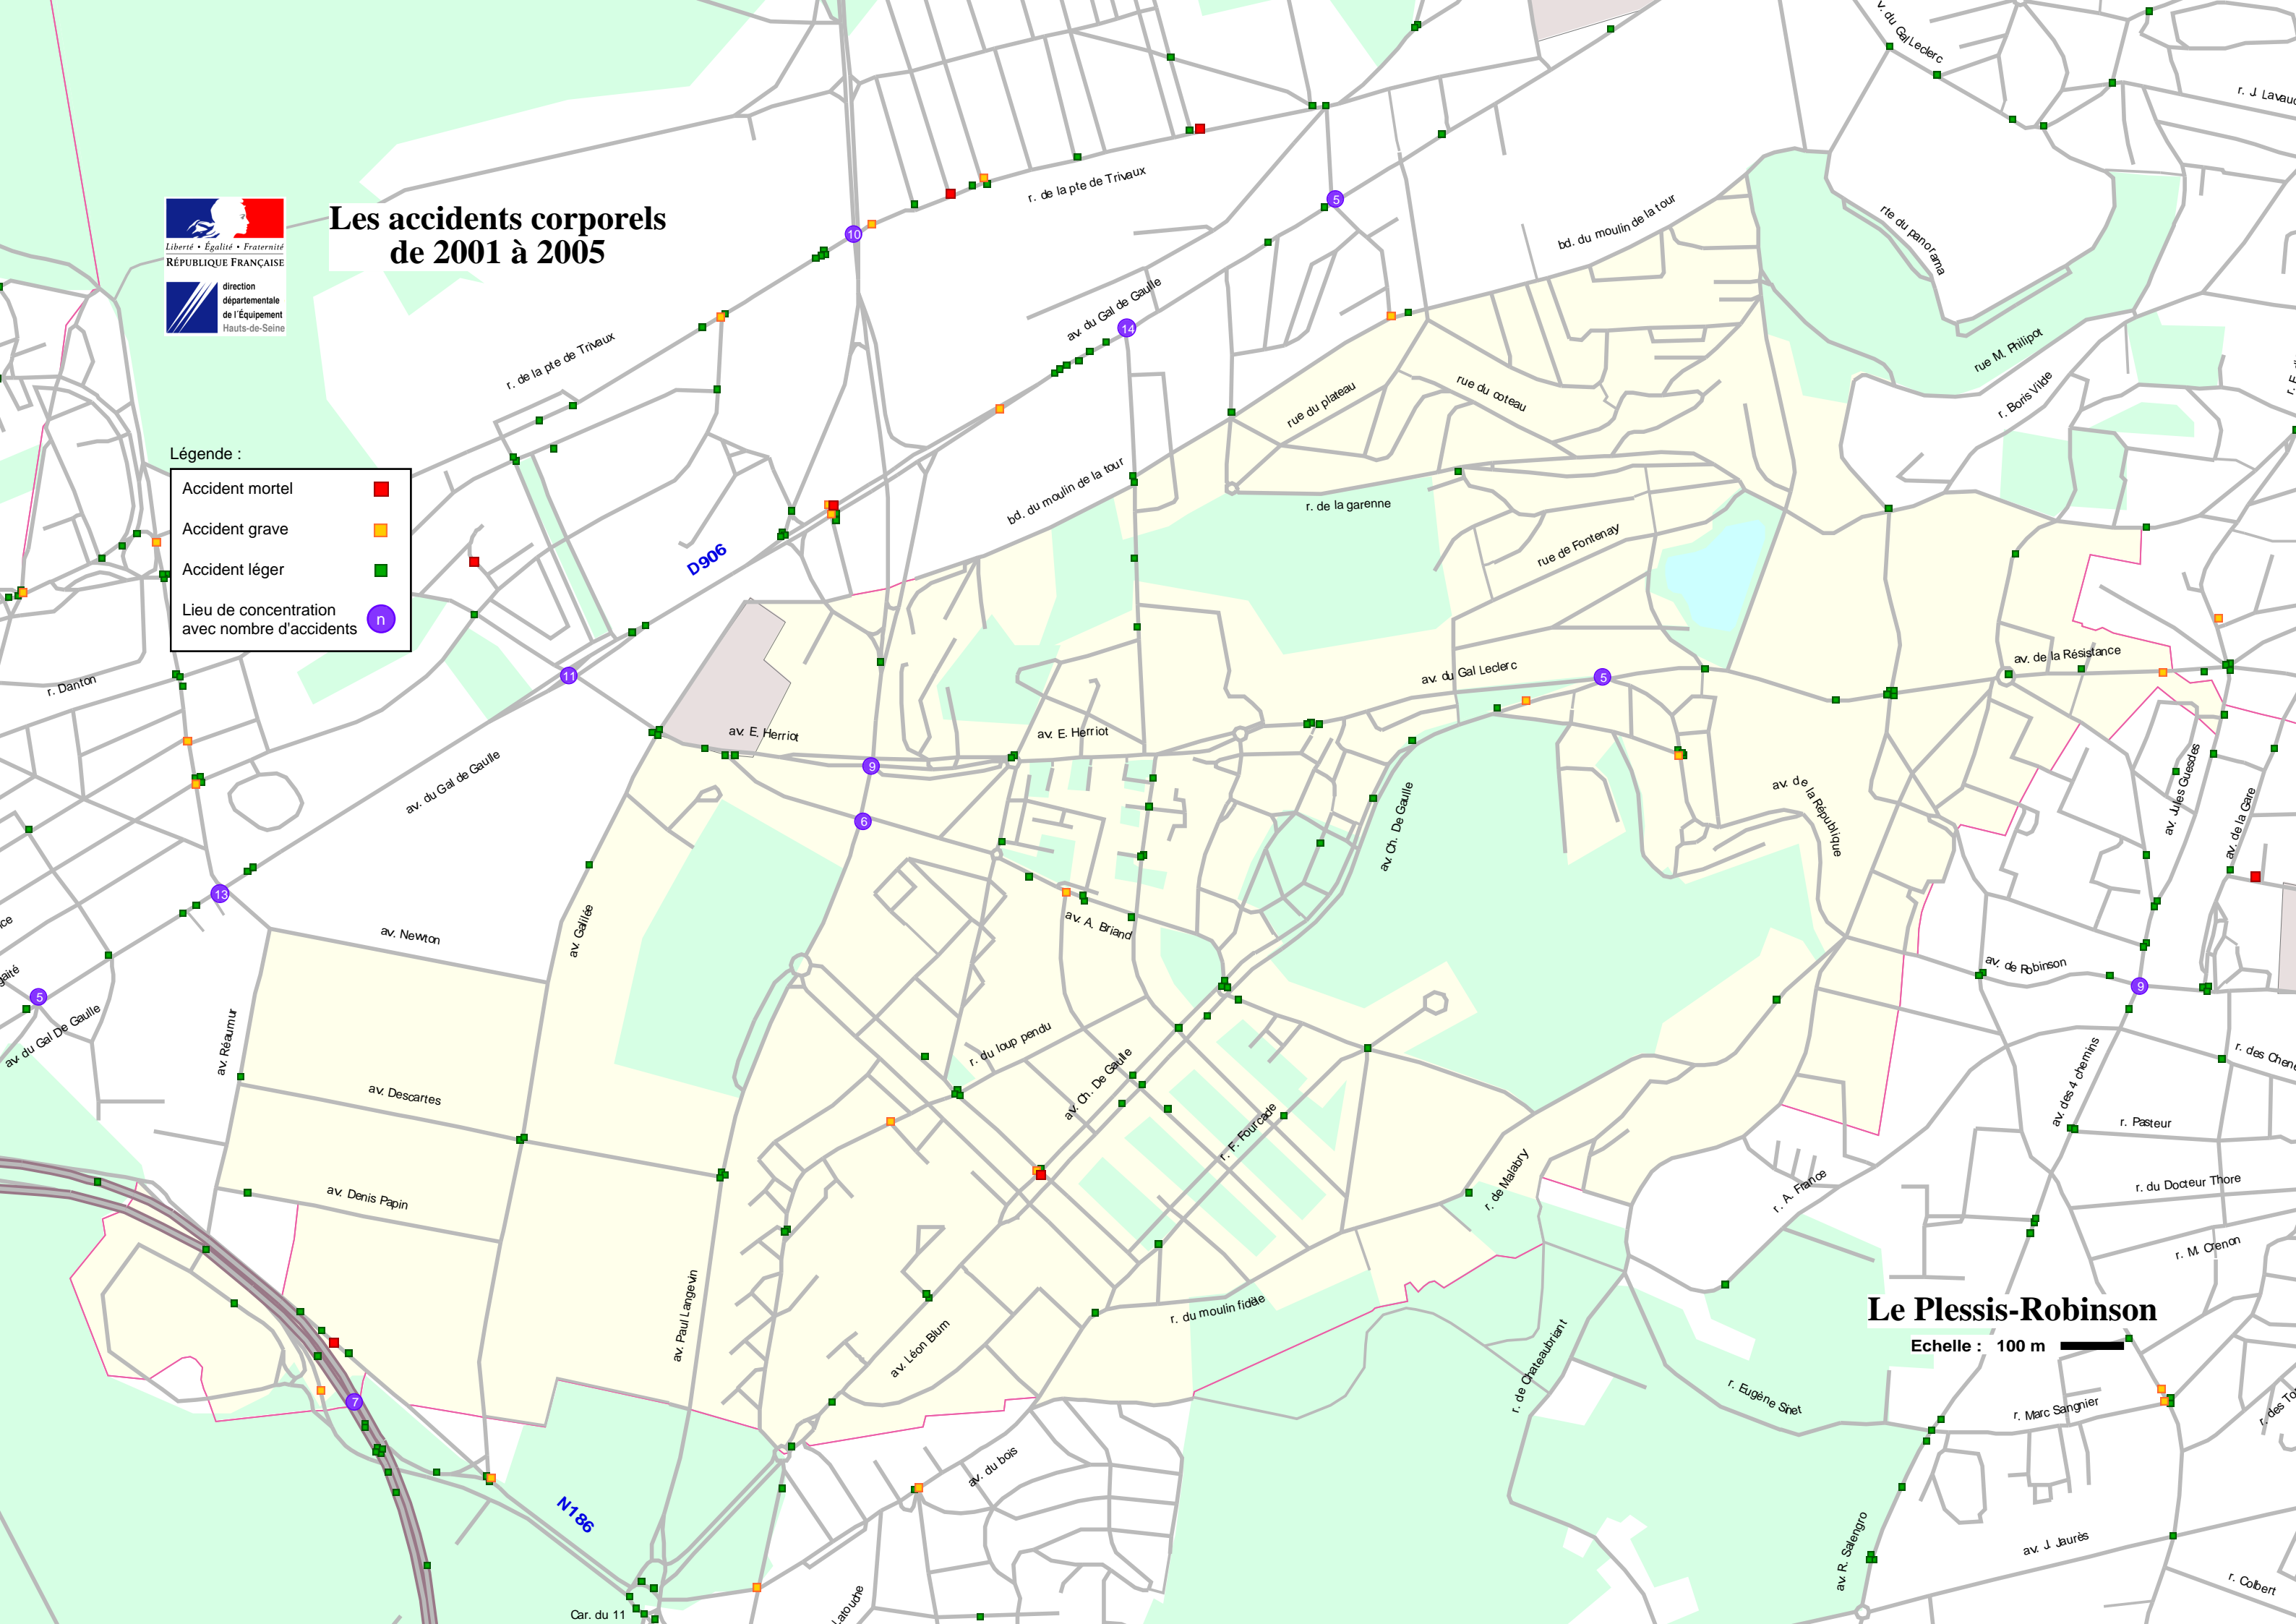 Les accidents corporels
de 2001 à 2005
Liberté • Égalité • Fraternité
RÉPUBLIQUE FRANÇAISE
direction
départementale
de l'Équipement
Hauts-de-Seine
Légende :
Accident mortel
Accident grave
Accident léger
Lieu de concentration
avec nombre d'accidents
n
v. du Gal Leclerc
r. J. Lavau
r. de la pte de Trivaux
5
10
bd. du moulin de la tour
rte du panorama
av. du Gal de Gaulle
14
r. de la pte de Trivaux
rue M. Philipot
r. Boris Vilde
rue du plateau
rue du coteau
bd. du moulin de la tour
r. de la garenne
rue de Fontenay
D906
r. Danton
11
av. du Gal Leclerc
5
av. de la Résistance
av. E. Herriot
av. E. Herriot
9
6
av. du Gal de Gaulle
av. Ch. De Gaulle
av. de la République
av. Jules Guesdes
av. de la Gare
13
av. Newton
av. Galilée
av. A. Briand
av. de Robinson
9
5
av. du Gal De Gaulle
av. Réaumur
r. du loup pendu
av. Ch. De Gaulle
av. Descartes
r. F. Fourcade
av. des 4 chemins
r. des Chene
r. Pasteur
av. Denis Papin
r. de Malabry
r. A. France
r. du Docteur Thore
r. M. Crenon
av. Paul Langevin
av. Léon Blum
r. du moulin fidèle
r. de Chateaubriant
Le Plessis-Robinson
Echelle : 100 m
7
r. Eugène Sinet
r. Marc Sangnier
r. des To
av. du bois
N186
av. R. Salengro
av. J. Jaurès
r. Colbert
Latouche
Car. du 11